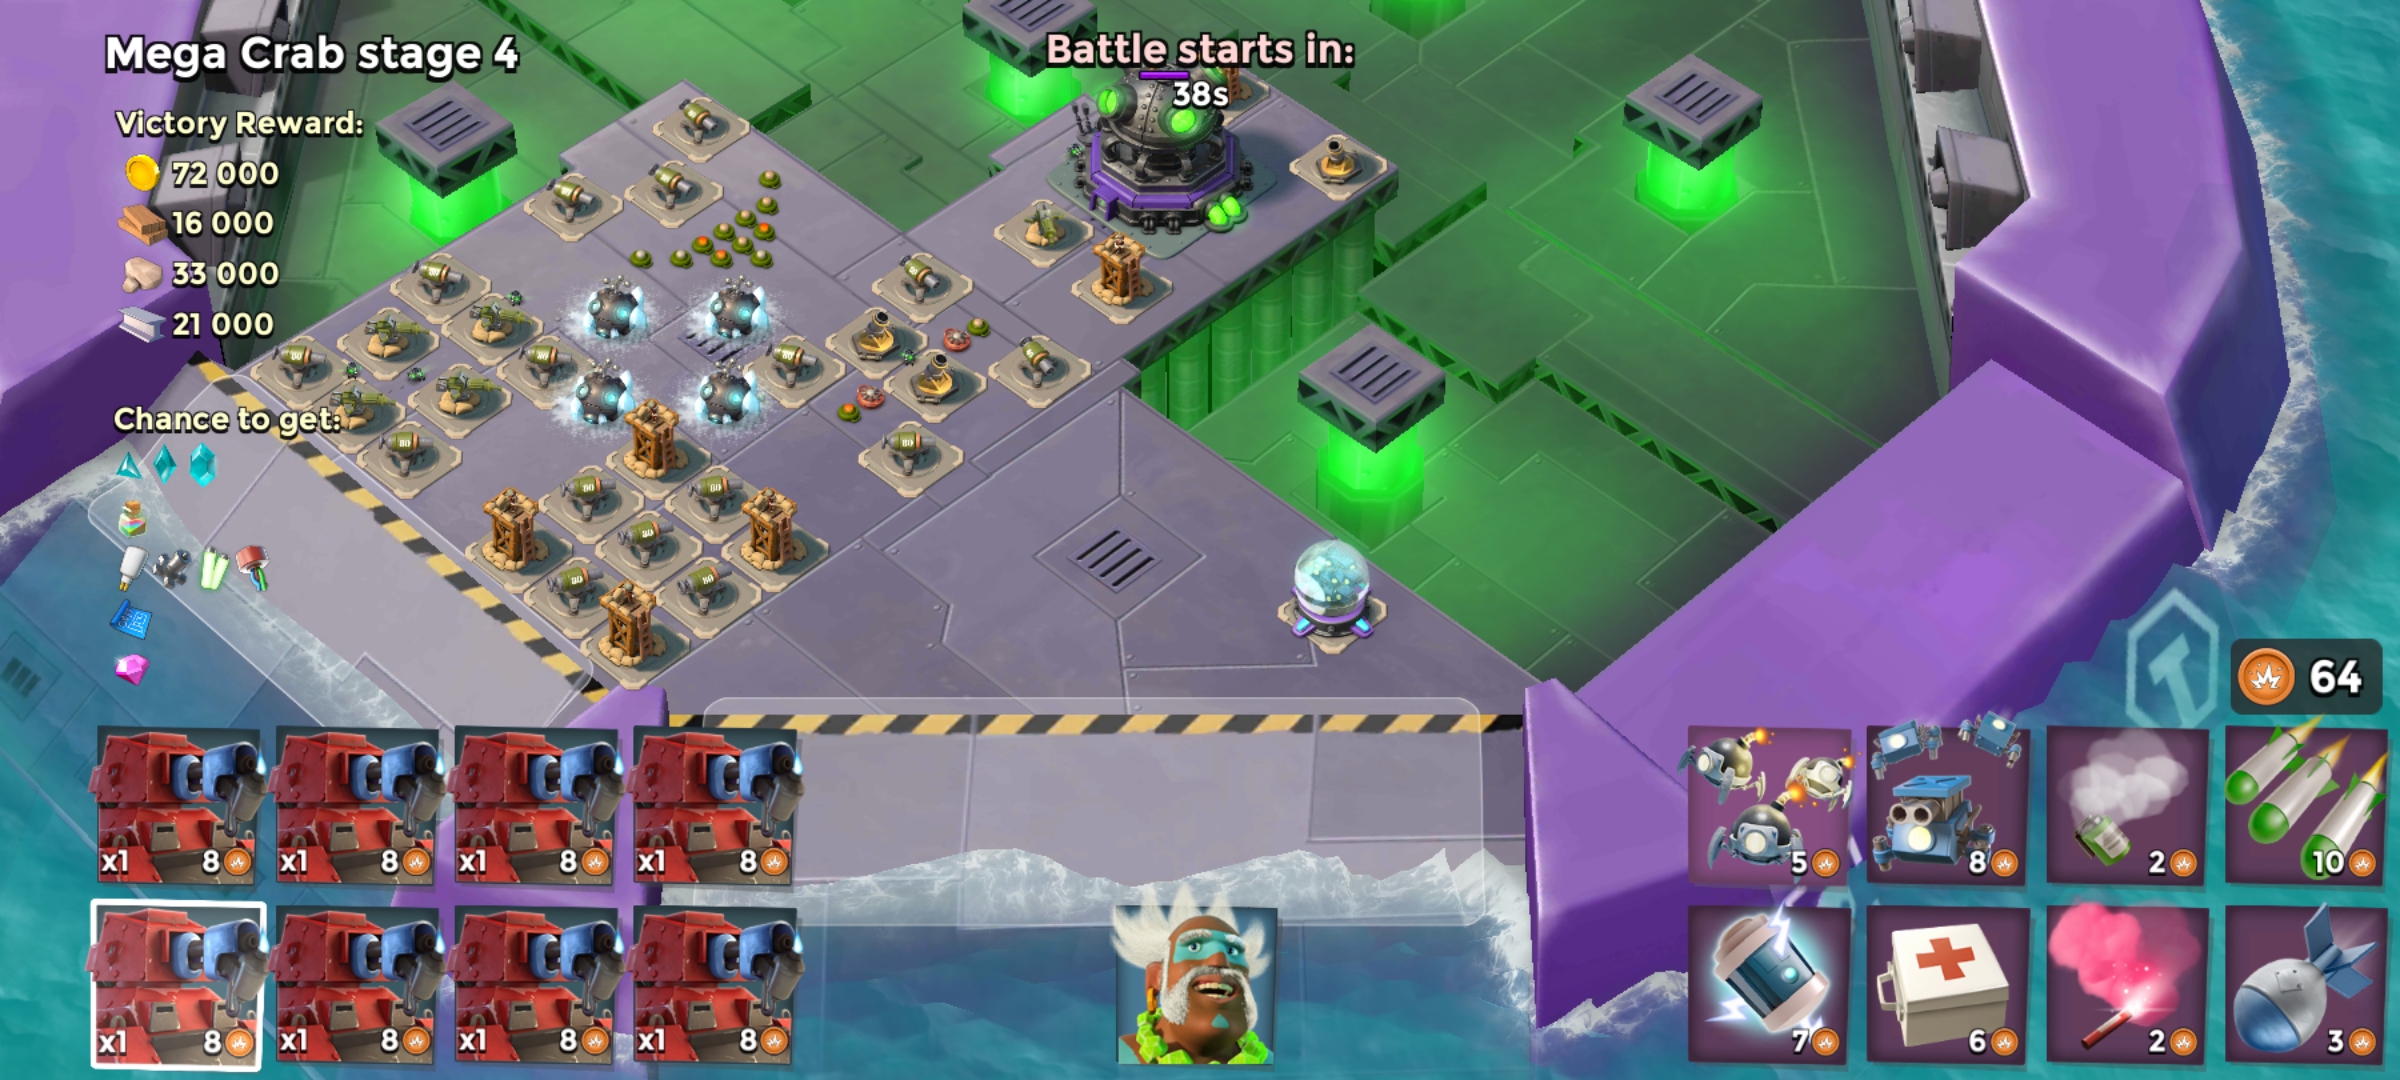 Mega Crab stage 4
Battle starts in:
38s
Victory Reward:
72 000
16 000
33 000
21 000
Chance to get:
64
x1 8
x1 8
x1 8
x1 8
5
8
2
10
x1 8
x1 8
x1 8
x1 8
7
6
2
3